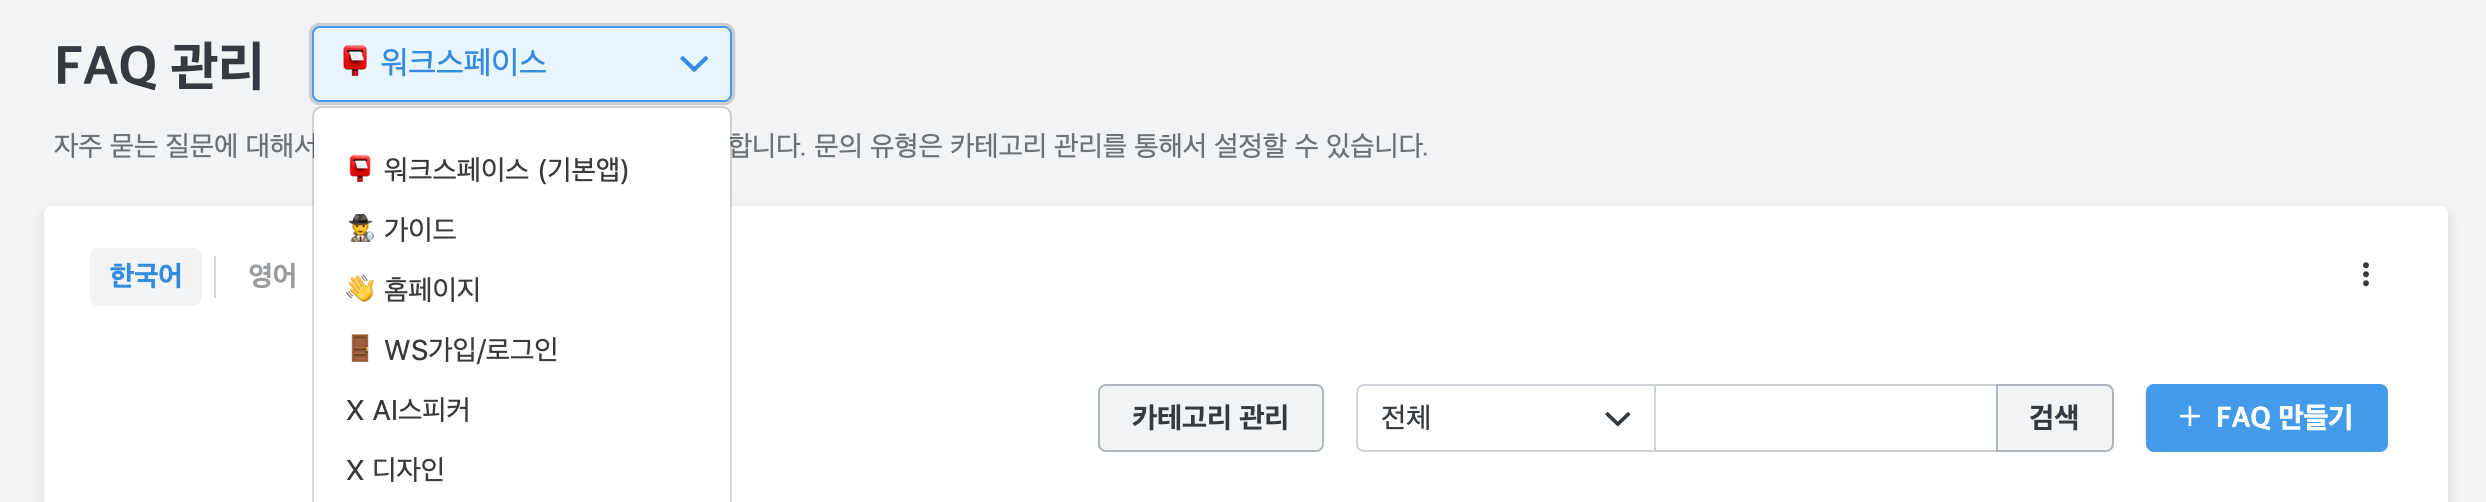 FAQ 관리
📮 워크스페이스
자주 묻는 질문에 대해서
합니다. 문의 유형은 카테고리 관리를 통해서 설정할 수 있습니다.
📮 워크스페이스 (기본앱)
🕵️ 가이드
👋 홈페이지
🚪 WS가입/로그인
X AI스피커
X 디자인
한국어
영어
카테고리 관리
전체
검색
+ FAQ 만들기